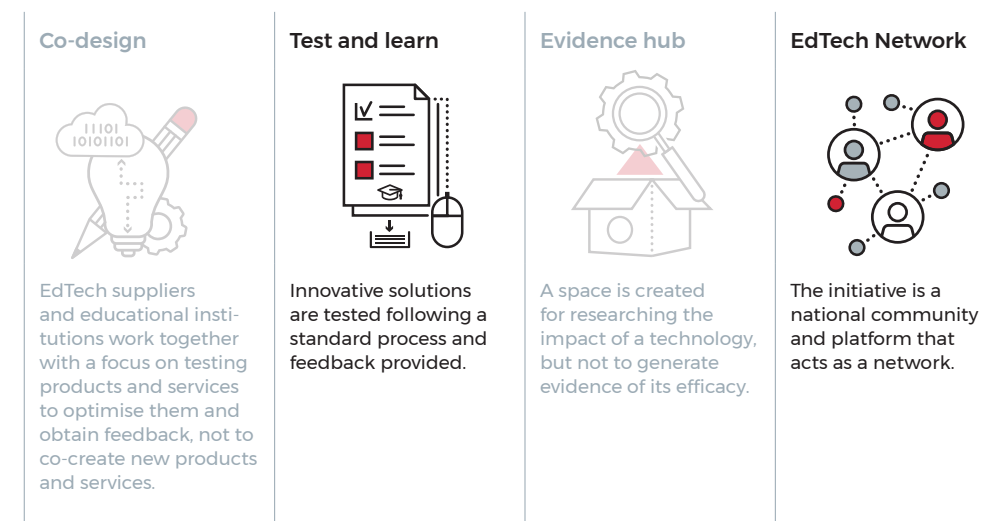 Co-design
11101
10101101
EdTech suppliers
and educational insti-
tutions work together
with a focus on testing
products and services
to optimise them and
obtain feedback, not to
co-create new products
and services.
Test and learn
Innovative solutions
are tested following a
standard process and
feedback provided.
Evidence hub
A space is created
for researching the
impact of a technology,
but not to generate
evidence of its efficacy.
EdTech Network
The initiative is a
national community
and platform that
acts as a network.